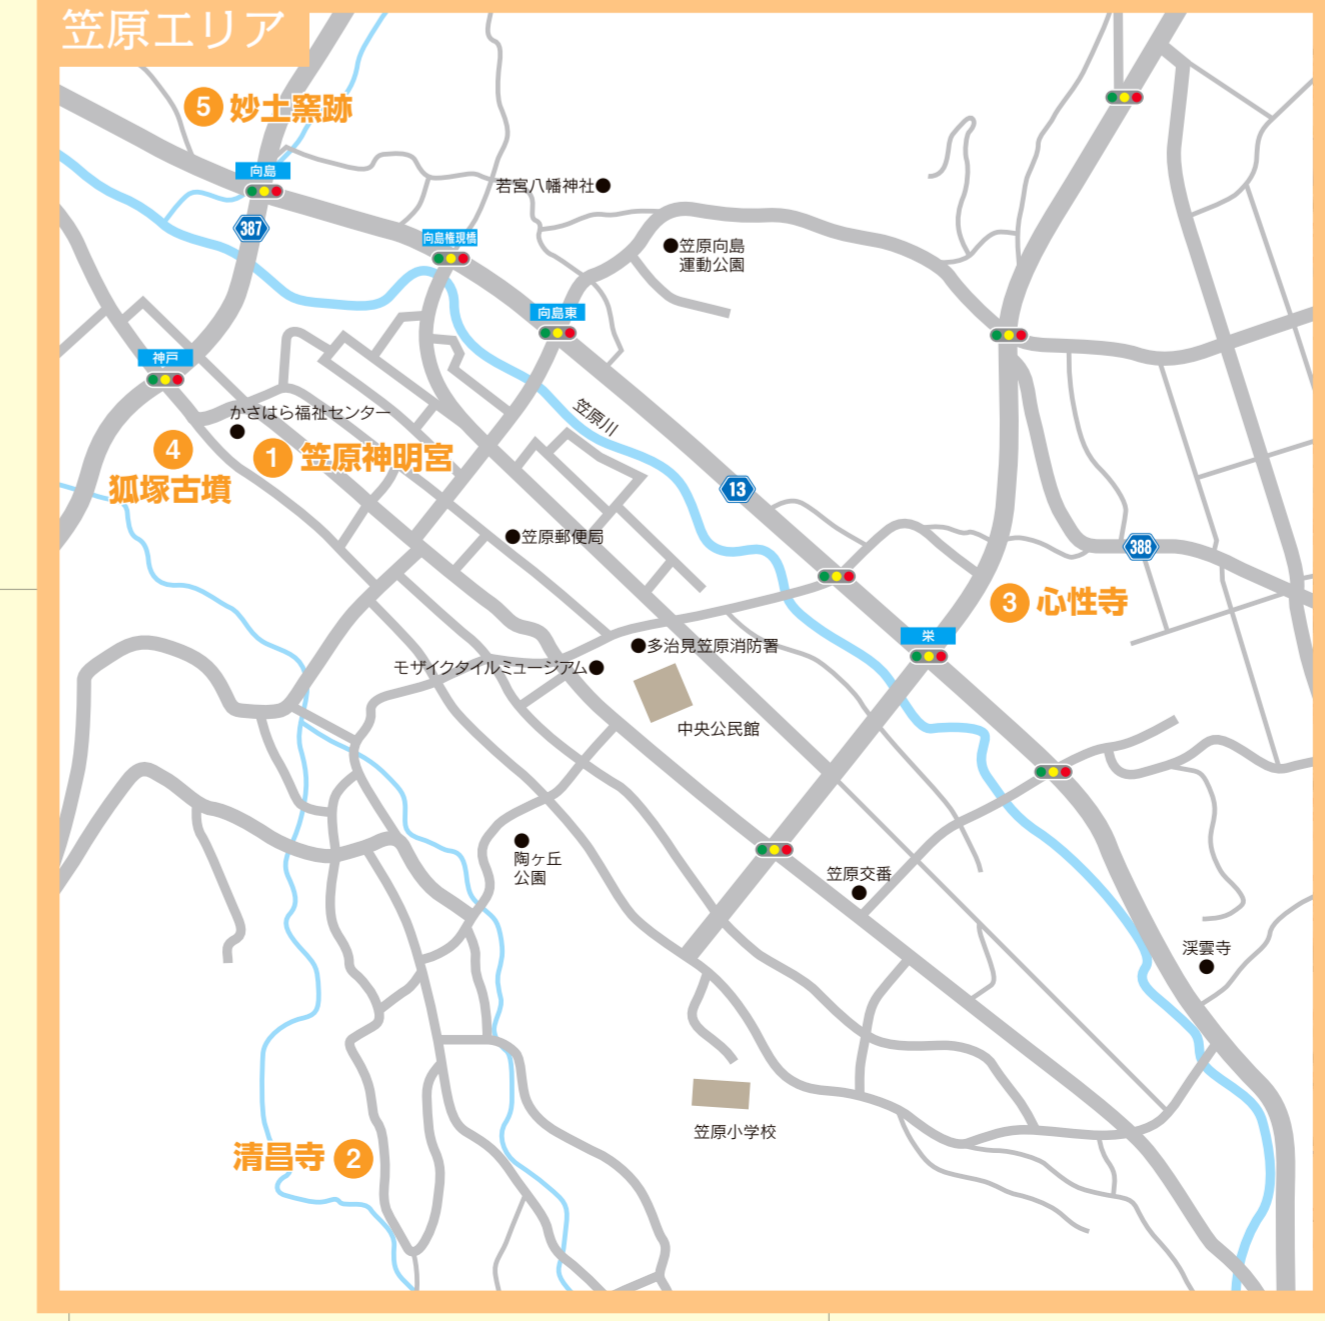 笠原エリア
5 妙土窯跡
向島
若宮八幡神社
387
向島権現橋
笠原向島
運動公園
向島東
神戸
かさはら福祉センター
笠原川
4
狐塚古墳
1 笠原神明宮
13
笠原郵便局
388
3 心性寺
栄
多治見笠原消防署
モザイクタイルミュージアム
中央公民館
陶ヶ丘
公園
笠原交番
渓雲寺
笠原小学校
清昌寺 2